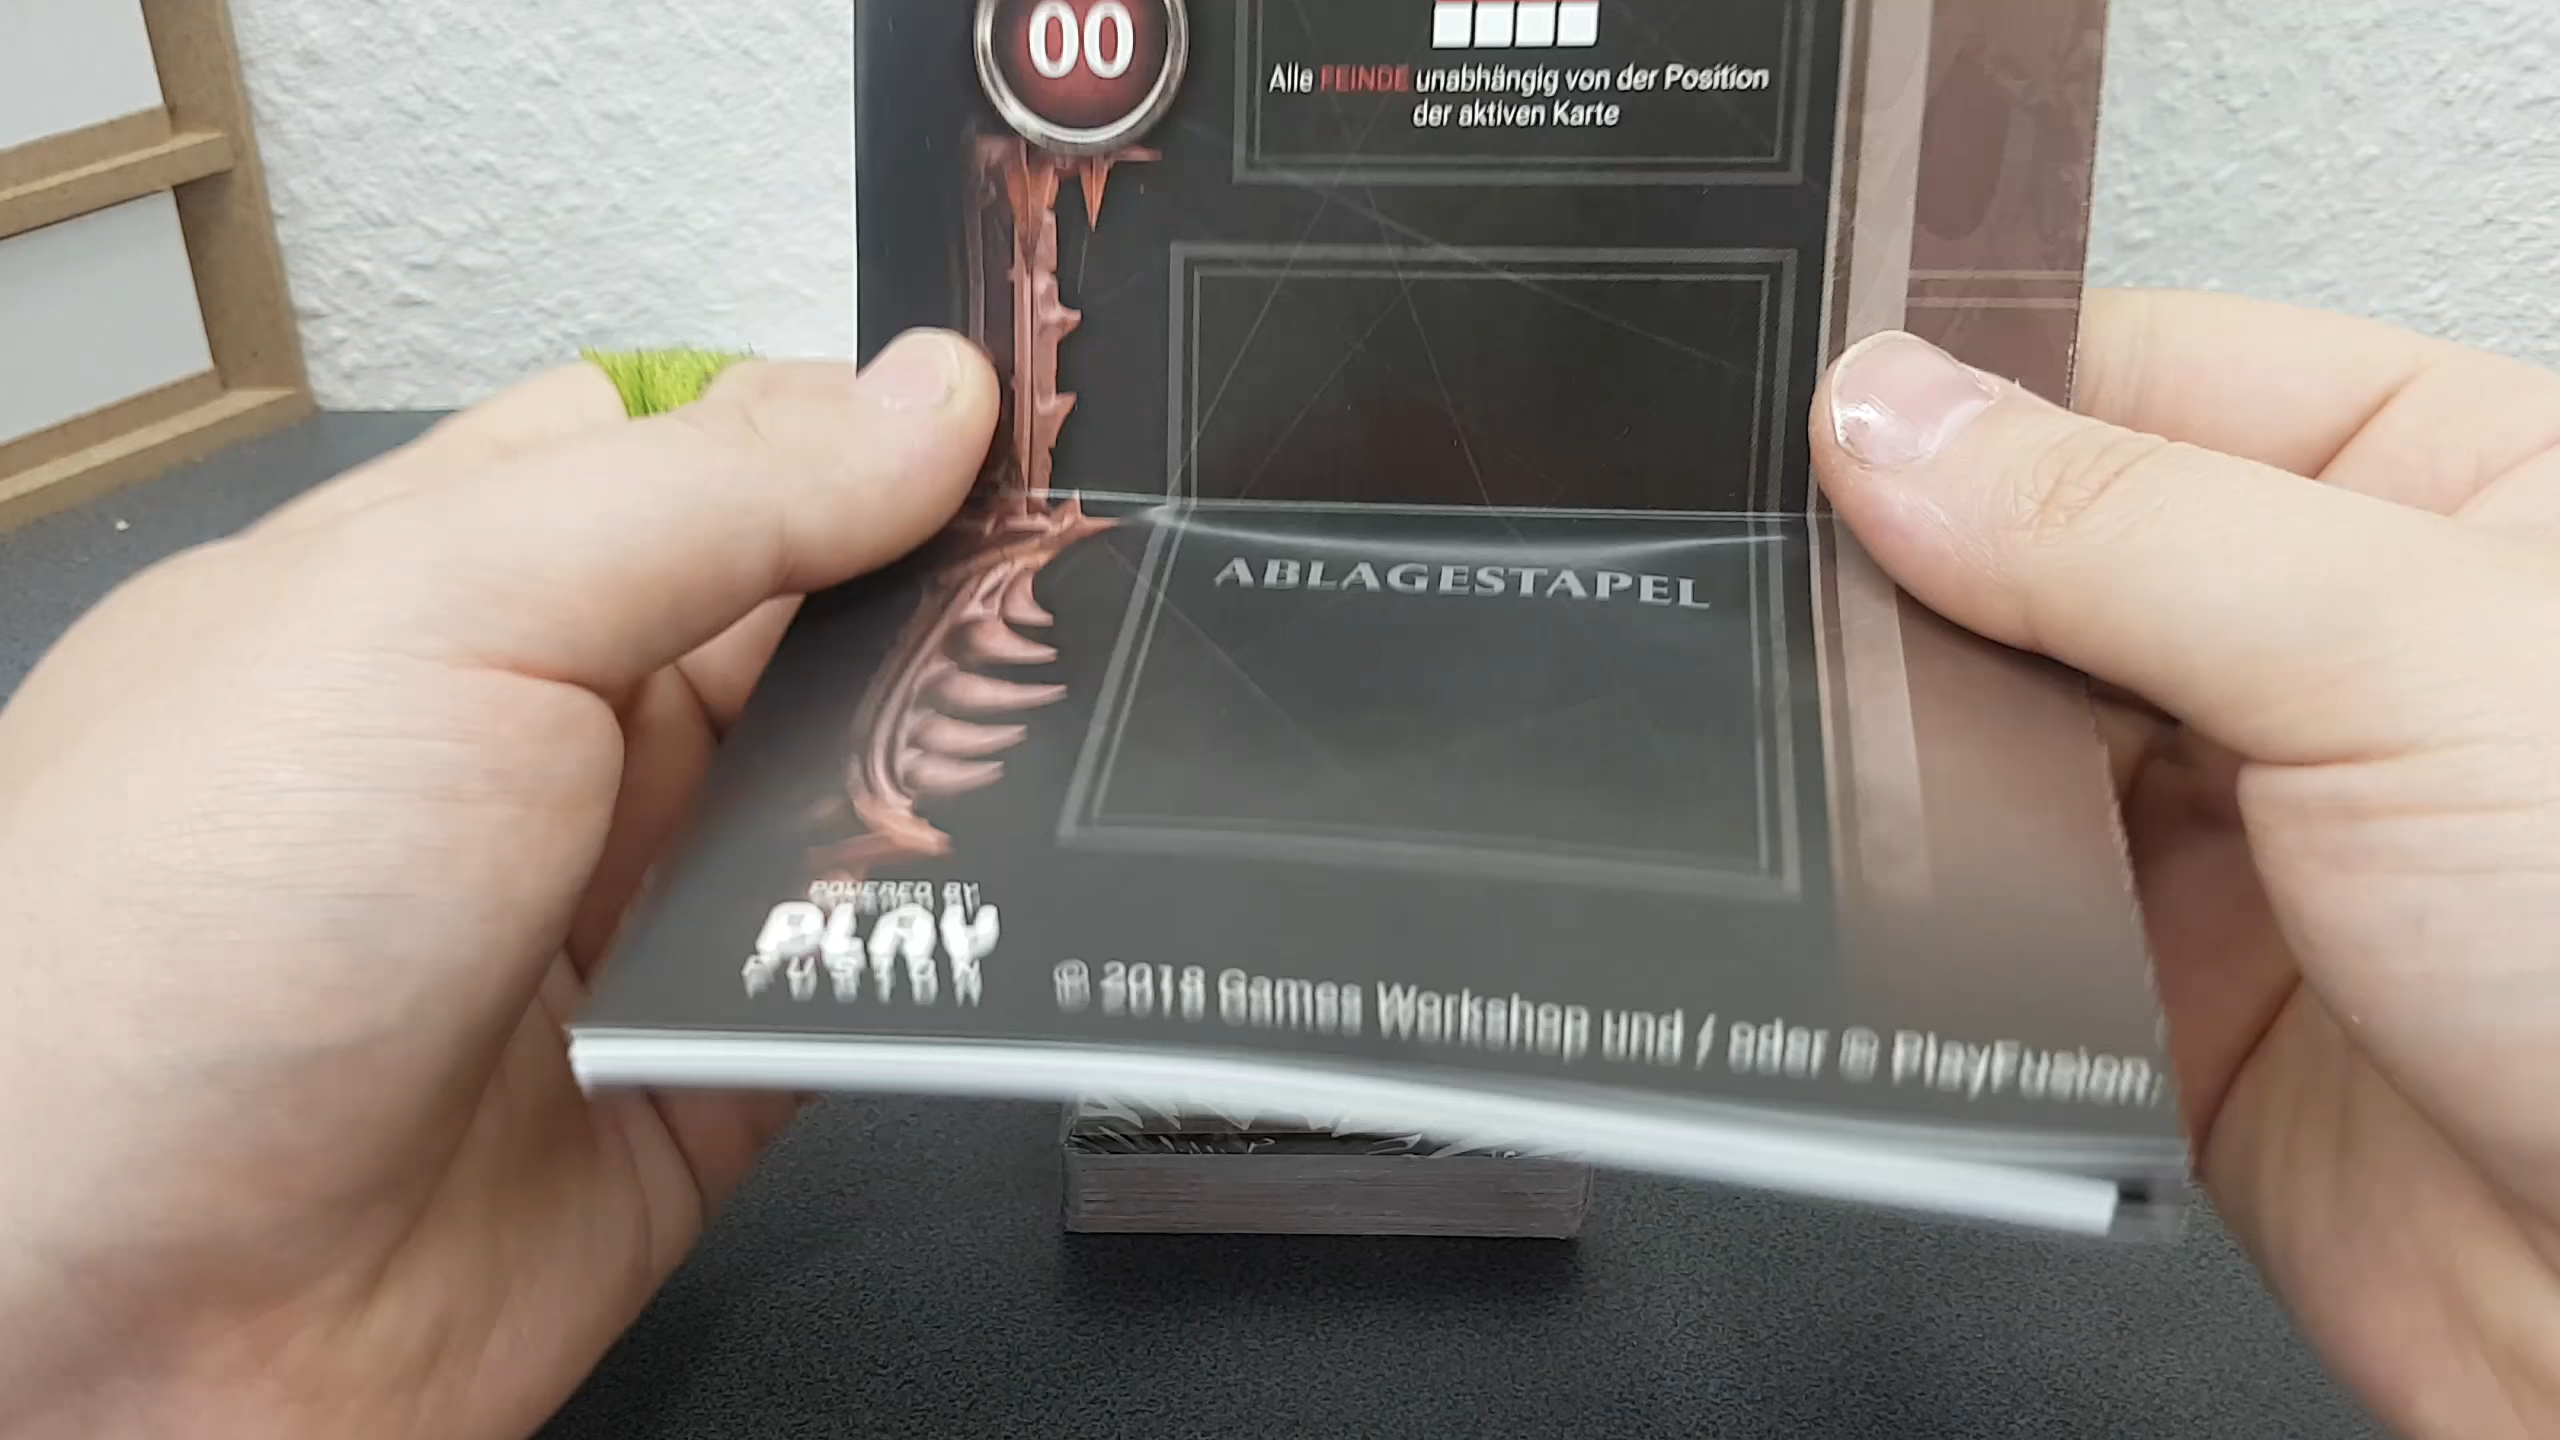 00
Alle FEINDE unabhängig von der Position
der aktiven Karte
ABLAGESTAPEL
POWERED BY
PLAY
FUSION
© 2018 Games Workshop und / oder © PlayFusion.